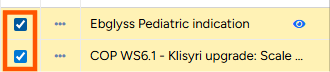 Ebglyss Pediatric indication
COP WS6.1 - Klisyri upgrade: Scale ...